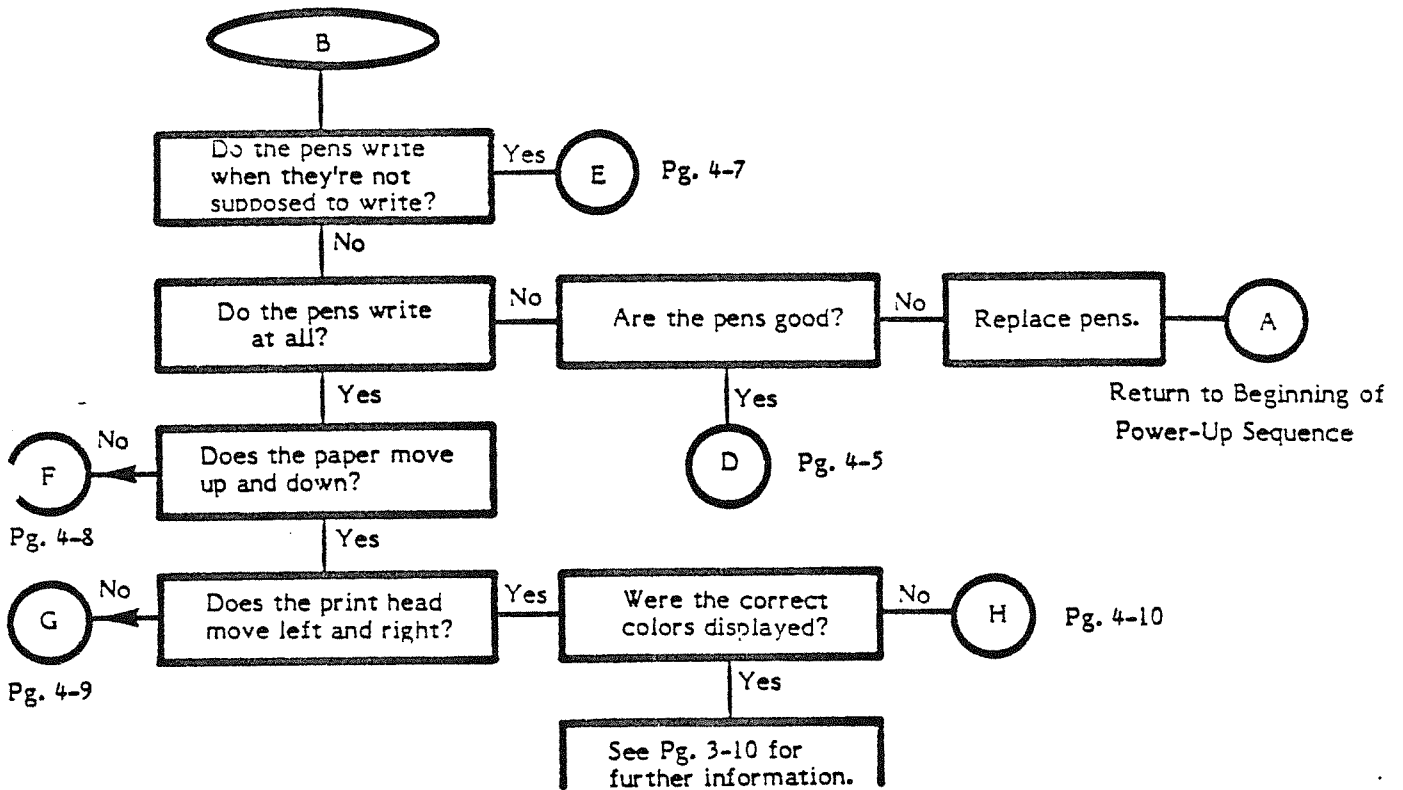 B
Do the pens write
when they're not
supposed to write?
Yes
E
Pg. 4-7
No
Do the pens write
at all?
No
Are the pens good?
No
Replace pens.
A
Return to Beginning of
Power-Up Sequence
Yes
Yes
D
Pg. 4-5
Does the paper move
up and down?
No
F
Pg. 4-8
Yes
Does the print head
move left and right?
No
G
Pg. 4-9
Yes
Were the correct
colors displayed?
No
H
Pg. 4-10
Yes
See Pg. 3-10 for
further information.